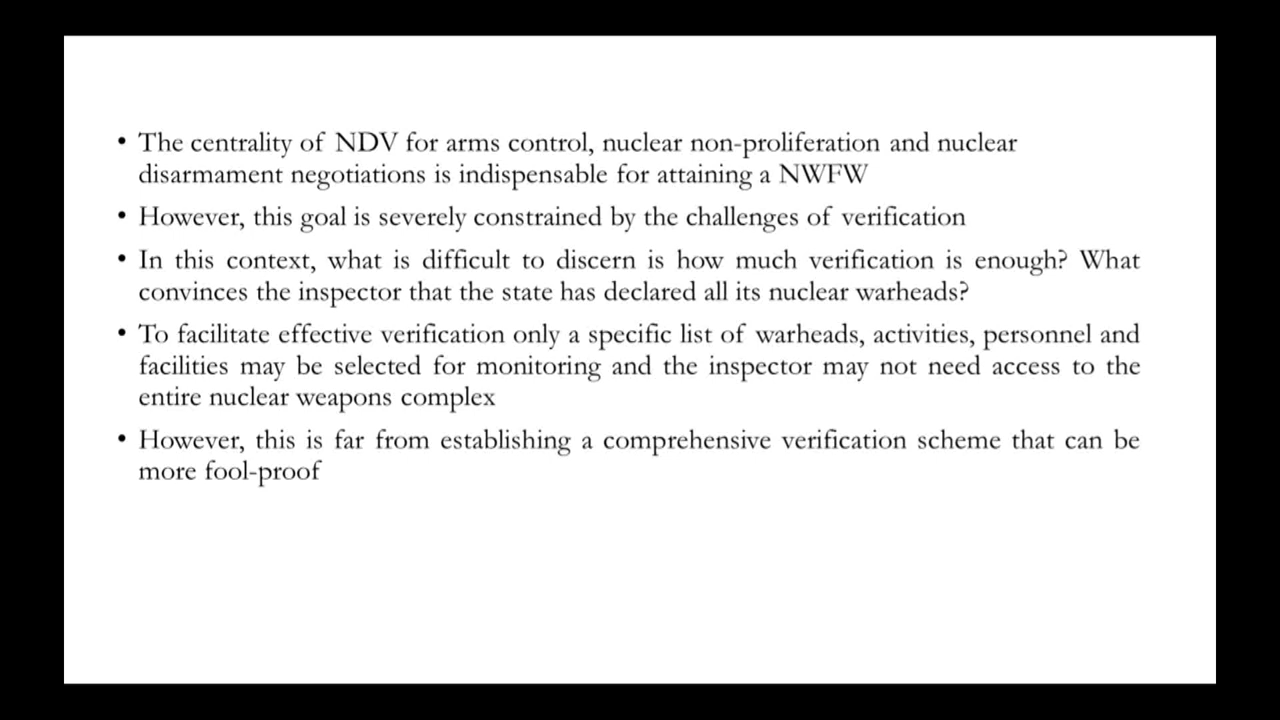 • The centrality of NDV for arms control, nuclear non-proliferation and nuclear
disarmament negotiations is indispensable for attaining a NWFW
• However, this goal is severely constrained by the challenges of verification
• In this context, what is difficult to discern is how much verification is enough? What
convinces the inspector that the state has declared all its nuclear warheads?
• To facilitate effective verification only a specific list of warheads, activities, personnel and
facilities may be selected for monitoring and the inspector may not need access to the
entire nuclear weapons complex
• However, this is far from establishing a comprehensive verification scheme that can be
more fool-proof